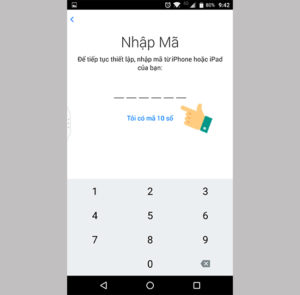 80% 9:42
Nhập Mã
Để tiếp tục thiết lập, nhập mã từ iPhone hoặc iPad
của bạn:
Tôi có mã 10 số
1 2 3
4 5 6
7 8 9
0